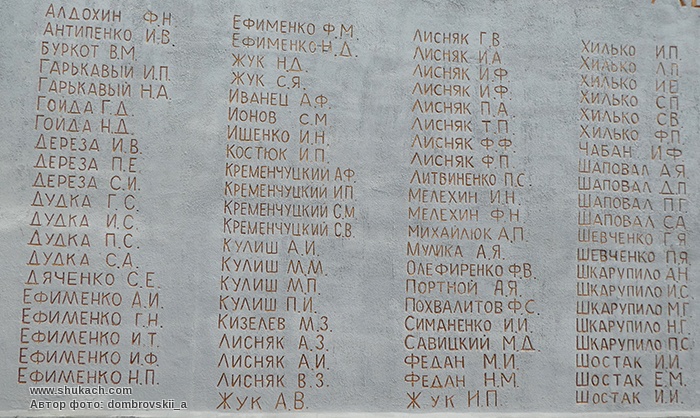 АЛДОХИН Ф.Н
АНТИПЕНКО И.В
БУРКОТ В.М.
ГАРЬКАВЫЙ И.П.
ГАРЬКАВЫЙ Н.А.
ГОЙДА Г.Д.
ГОЙДА Н.Д.
ДЕРЕЗА И.В.
ДЕРЕЗА П.Е.
ДЕРЕЗА С.И.
ДУДКА Г.С.
ДУДКА И.С.
ДУДКА П.С.
ДУДКА С.А.
ДЯЧЕНКО С.Е.
ЕФИМЕНКО А.И.
ЕФИМЕНКО Г.Н.
ЕФИМЕНКО И.Т.
ЕФИМЕНКО И.Ф.
ЕФИМЕНКО Н.П.
ЕФИМЕНКО Ф.М.
ЕФИМЕНКО Н.Д.
ЖУК Н.Д.
ЖУК С.Я.
ИВАНЕЦ А.Ф.
ИОНОВ С.М.
ИЩЕНКО И.Н.
КОСТЮК И.П.
КРЕМЕНЧУЦКИЙ А.Ф.
КРЕМЕНЧУЦКИЙ И.П.
КРЕМЕНЧУЦКИЙ С.М.
КРЕМЕНЧУЦКИЙ С.В.
КУЛИШ А.И.
КУЛИШ М.М.
КУЛИШ М.П.
КУЛИШ П.И.
КИЗЕЛЕВ М.З.
ЛИСНЯК А.З.
ЛИСНЯК А.И.
ЛИСНЯК В.З.
ЖУК А.В.
ЛИСНЯК Г.В.
ЛИСНЯК И.А.
ЛИСНЯК И.Ф.
ЛИСНЯК И.Ф.
ЛИСНЯК П.А.
ЛИСНЯК Т.П.
ЛИСНЯК Ф.Ф.
ЛИСНЯК Ф.П.
ЛИТВИНЕНКО П.С.
МЕЛЕХИН И.Н.
МЕЛЕХИН Ф.Н.
МИХАЙЛЮК А.П.
МУЛИКА А.Я.
ОЛЕФИРЕНКО Ф.В.
ПОРТНОЙ А.Я.
ПОХВАЛИТОВ Ф.С.
СИМАНЕНКО И.И.
САВИЦКИЙ М.Д.
ФЕДАН М.И.
ФЕДАН Н.М.
ЖУК И.П.
ХИЛЬКО И.П.
ХИЛЬКО Л.П.
ХИЛЬКО И.Е.
ХИЛЬКО С.П.
ХИЛЬКО С.В.
ХИЛЬКО Ф.П.
ЧАБАН И.Ф.
ШАПОВАЛ А.Я.
ШАПОВАЛ Д.П.
ШАПОВАЛ П.Г.
ШАПОВАЛ С.А.
ШЕВЧЕНКО Г.Я.
ШЕВЧЕНКО П.Я.
ШКАРУПИЛО А.Н.
ШКАРУПИЛО И.С.
ШКАРУПИЛО М.Г.
ШКАРУПИЛО Н.Г.
ШКАРУПИЛО П.С.
ШОСТАК И.И.
ШОСТАК Е.М.
ШОСТАК И.И.
www.shukach.com
Автор фото: dombrovskii_a